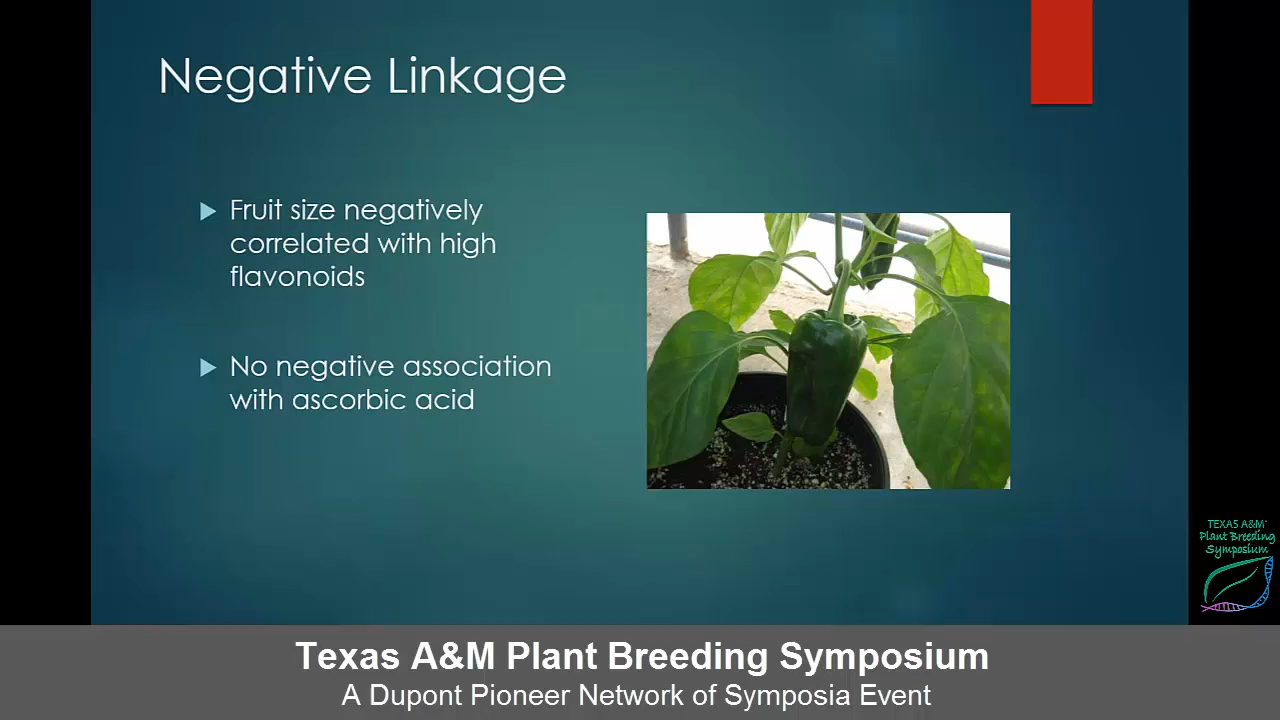 Negative Linkage
Fruit size negatively
correlated with high
flavonoids
No negative association
with ascorbic acid
TEXAS A&M
Plant Breeding
Symposium
Texas A&M Plant Breeding Symposium
A Dupont Pioneer Network of Symposia Event